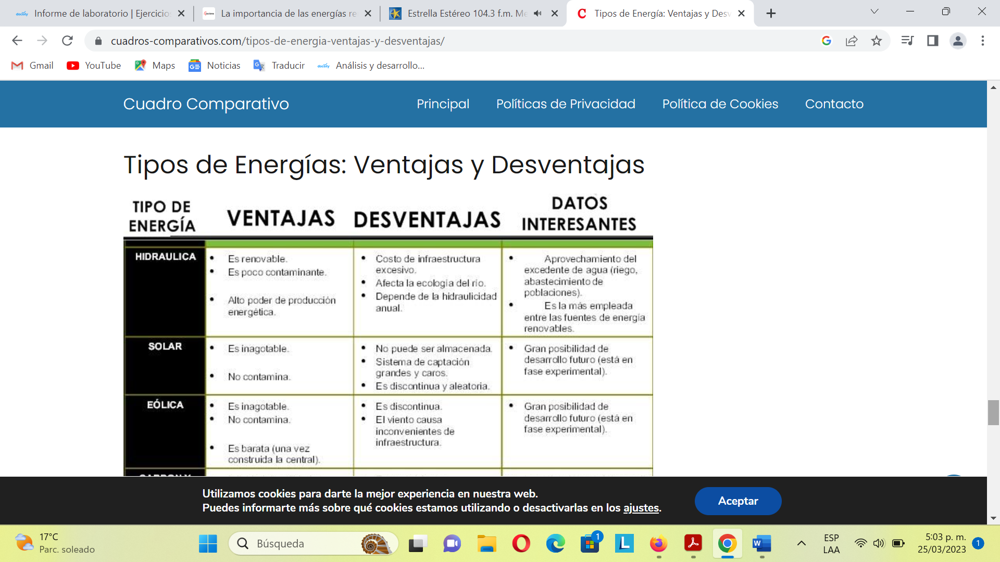 Informe de laboratorio | Ejercicio
La importancia de las energías re
Estrella Estéreo 104.3 f.m. Me
Tipos de Energía: Ventajas y Desv
cuadros-comparativos.com/tipos-de-energia-ventajas-y-desventajas/
Gmail
YouTube
Maps
Noticias
Traducir
Análisis y desarrollo...
Cuadro Comparativo
Principal
Políticas de Privacidad
Política de Cookies
Contacto
Tipos de Energías: Ventajas y Desventajas
TIPO DE
ENERGÍA
VENTAJAS
DESVENTAJAS
DATOS
INTERESANTES
HIDRAULICA
• Es renovable.
• Es poco contaminante.
• Alto poder de producción
energética.
• Costo de infraestructura
excesivo.
• Afecta la ecología del río.
• Depende de la hidraulicidad
anual.
• Aprovechamiento del
excedente de agua (riego,
abastecimiento de
poblaciones).
• Es la más empleada
entre las fuentes de energía
renovables.
SOLAR
• Es inagotable.
• No contamina.
• No puede ser almacenada.
• Sistema de captación
grandes y caros.
• Es discontinua y aleatoria.
• Gran posibilidad de
desarrollo futuro (está en
fase experimental).
EÓLICA
• Es inagotable.
• No contamina.
• Es barata (una vez
construida la central).
• Es discontinua.
• El viento causa
inconvenientes de
infraestructura.
• Gran posibilidad de
desarrollo futuro (está en
fase experimental).
Utilizamos cookies para darte la mejor experiencia en nuestra web.
Puedes informarte más sobre qué cookies estamos utilizando o desactivarlas en los ajustes.
Aceptar
17°C
Parc. soleado
Búsqueda
1
ESP
LAA
5:03 p. m.
25/03/2023
1